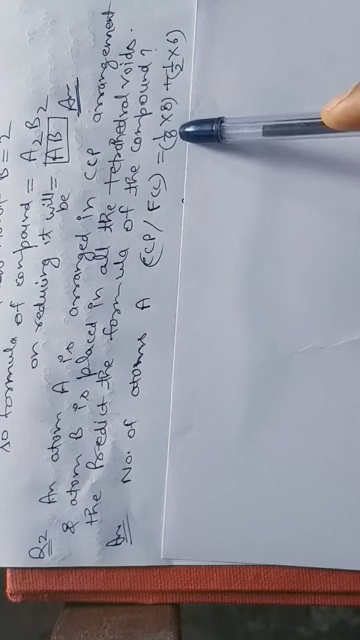 so formula of compound = A2B2
on reducing it will be = AB Ans
Q2 An atom A is arranged in CCP arrangement
& atom B is placed in all the tetrahedral voids.
the Predict the formula of the compound?
Ans No. of atoms A (CCP/FCC) = (1/8 × 8) + (1/2 × 6)